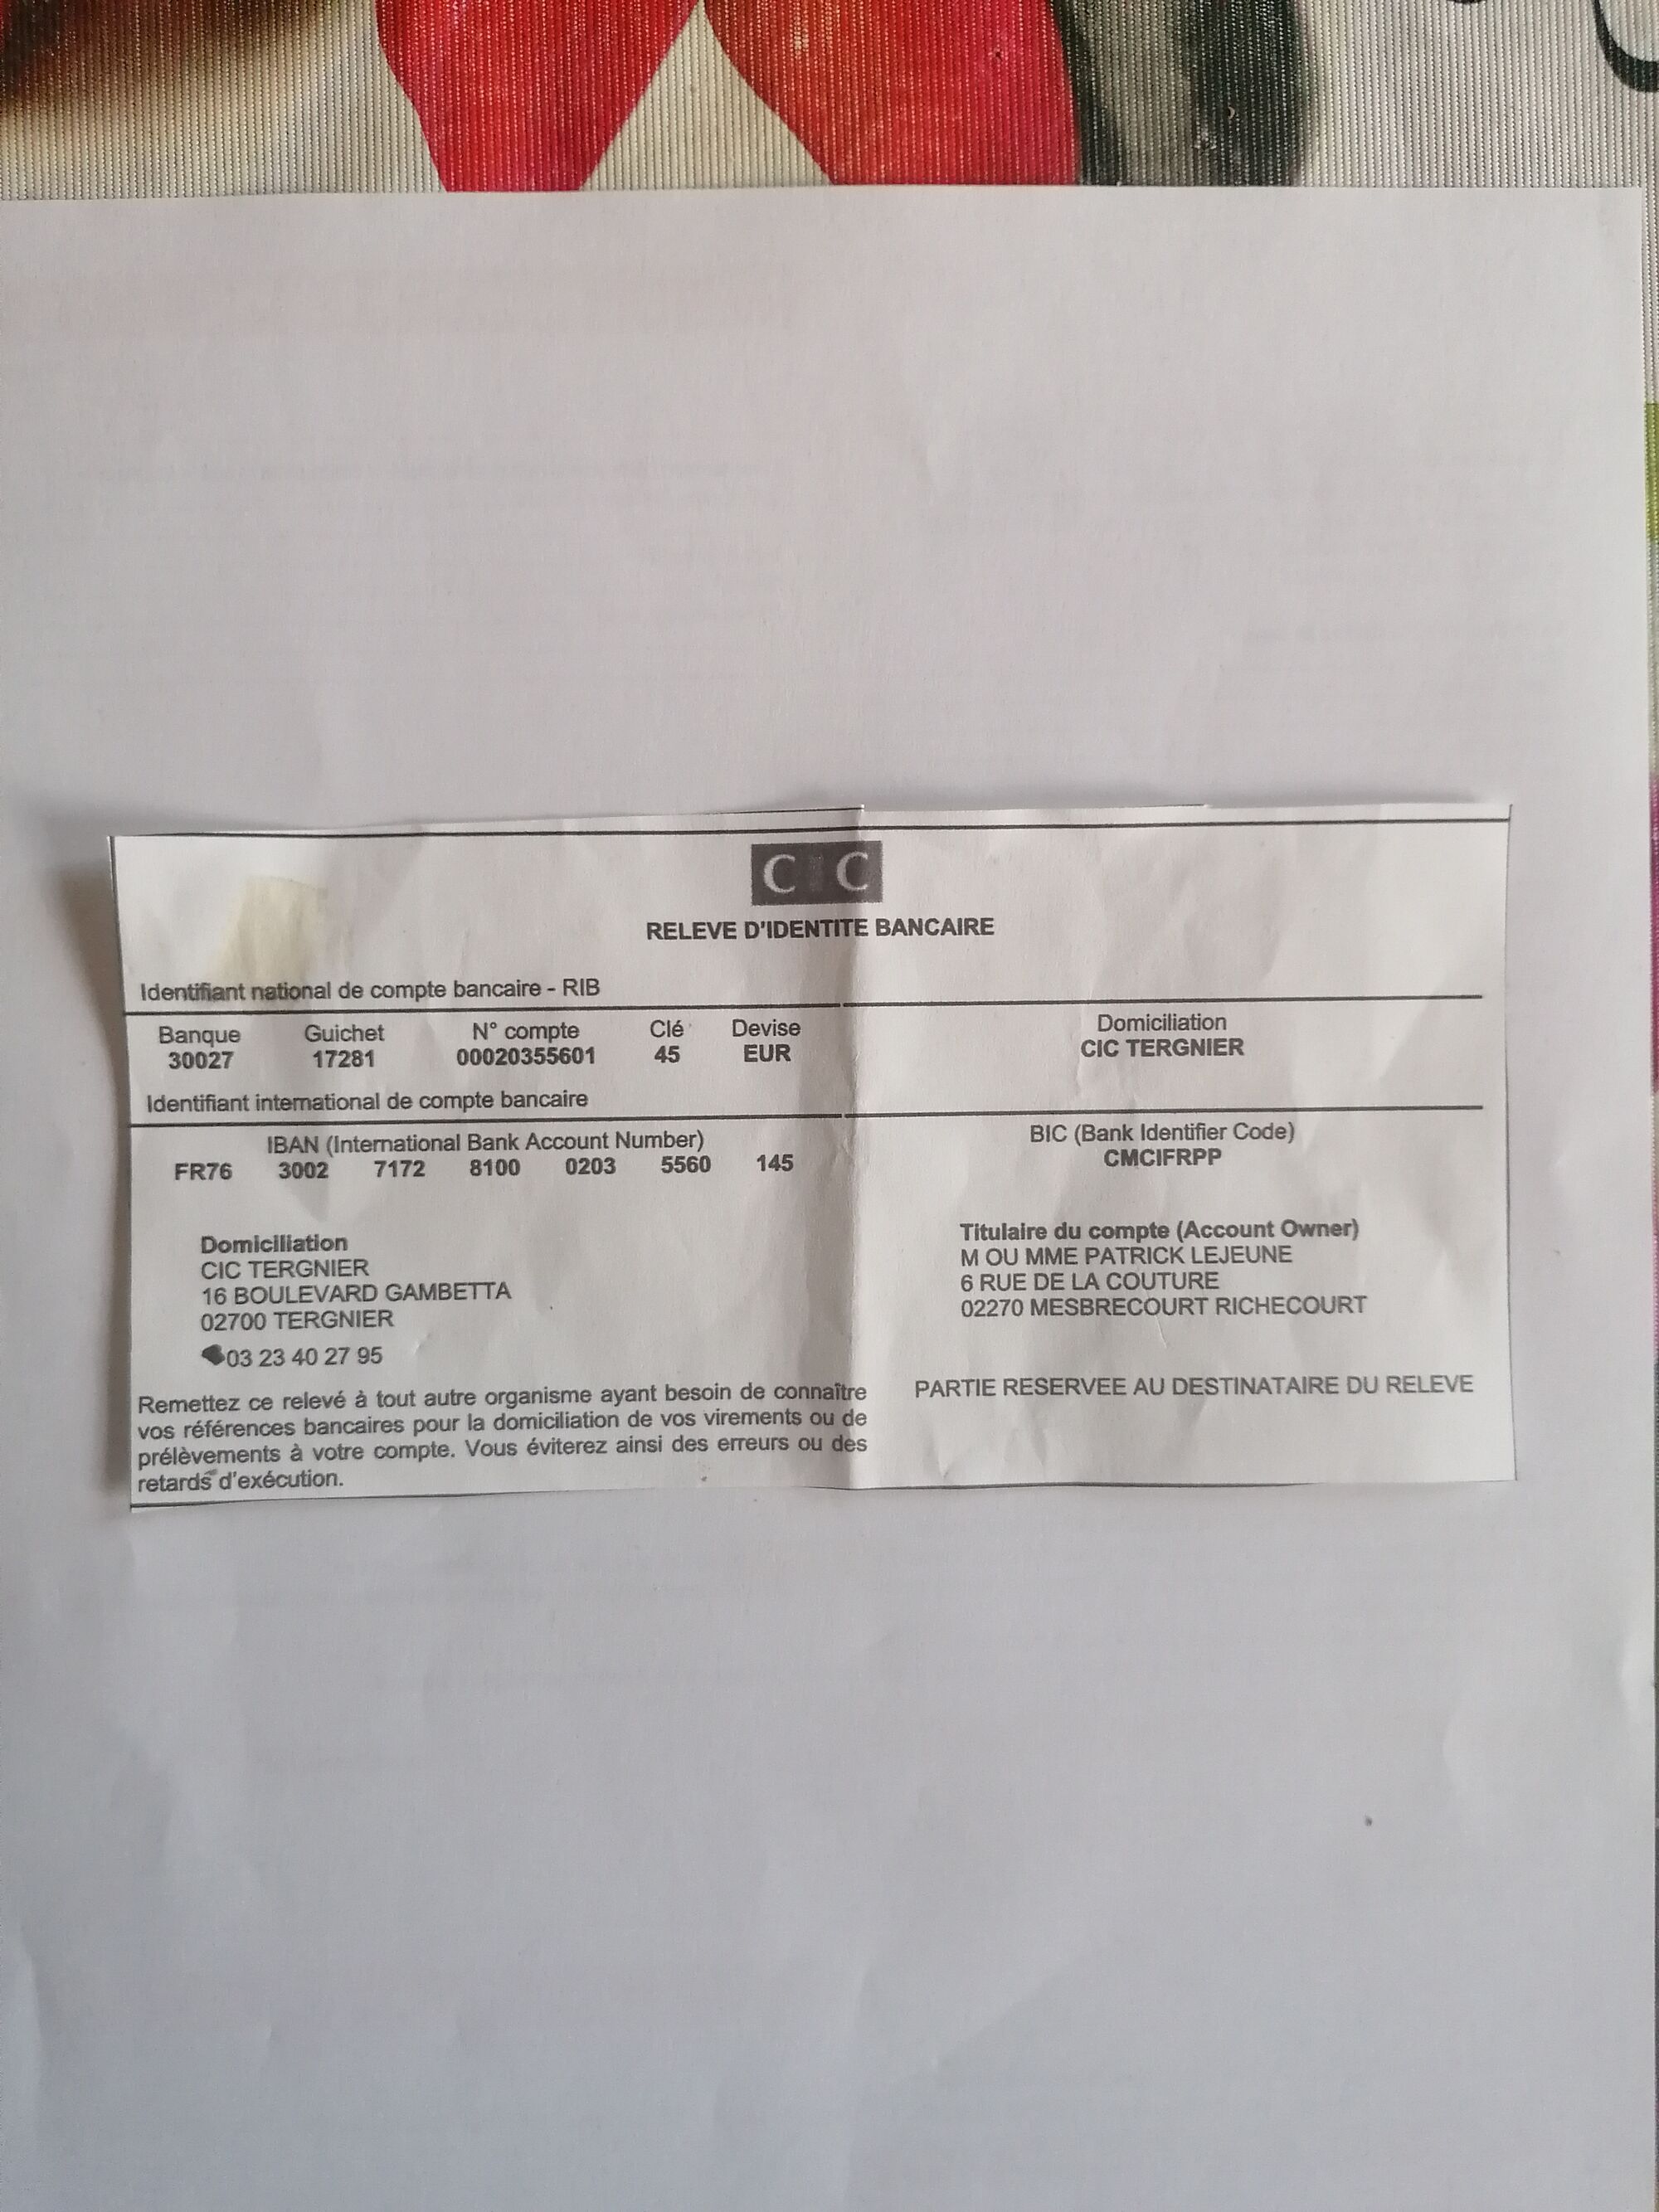 CIC
RELEVE D'IDENTITE BANCAIRE
Identifiant national de compte bancaire - RIB
Banque Guichet N° compte Clé Devise Domiciliation
30027 17281 00020355601 45 EUR CIC TERGNIER
Identifiant international de compte bancaire
IBAN (International Bank Account Number) BIC (Bank Identifier Code)
FR76 3002 7172 8100 0203 5560 145 CMCIFRPP
Domiciliation
CIC TERGNIER
16 BOULEVARD GAMBETTA
02700 TERGNIER
03 23 40 27 95
Titulaire du compte (Account Owner)
M OU MME PATRICK LEJEUNE
6 RUE DE LA COUTURE
02270 MESBRECOURT RICHECOURT
Remettez ce relevé à tout autre organisme ayant besoin de connaître
vos références bancaires pour la domiciliation de vos virements ou de
prélèvements à votre compte. Vous éviterez ainsi des erreurs ou des
retards d'exécution.
PARTIE RESERVEE AU DESTINATAIRE DU RELEVE